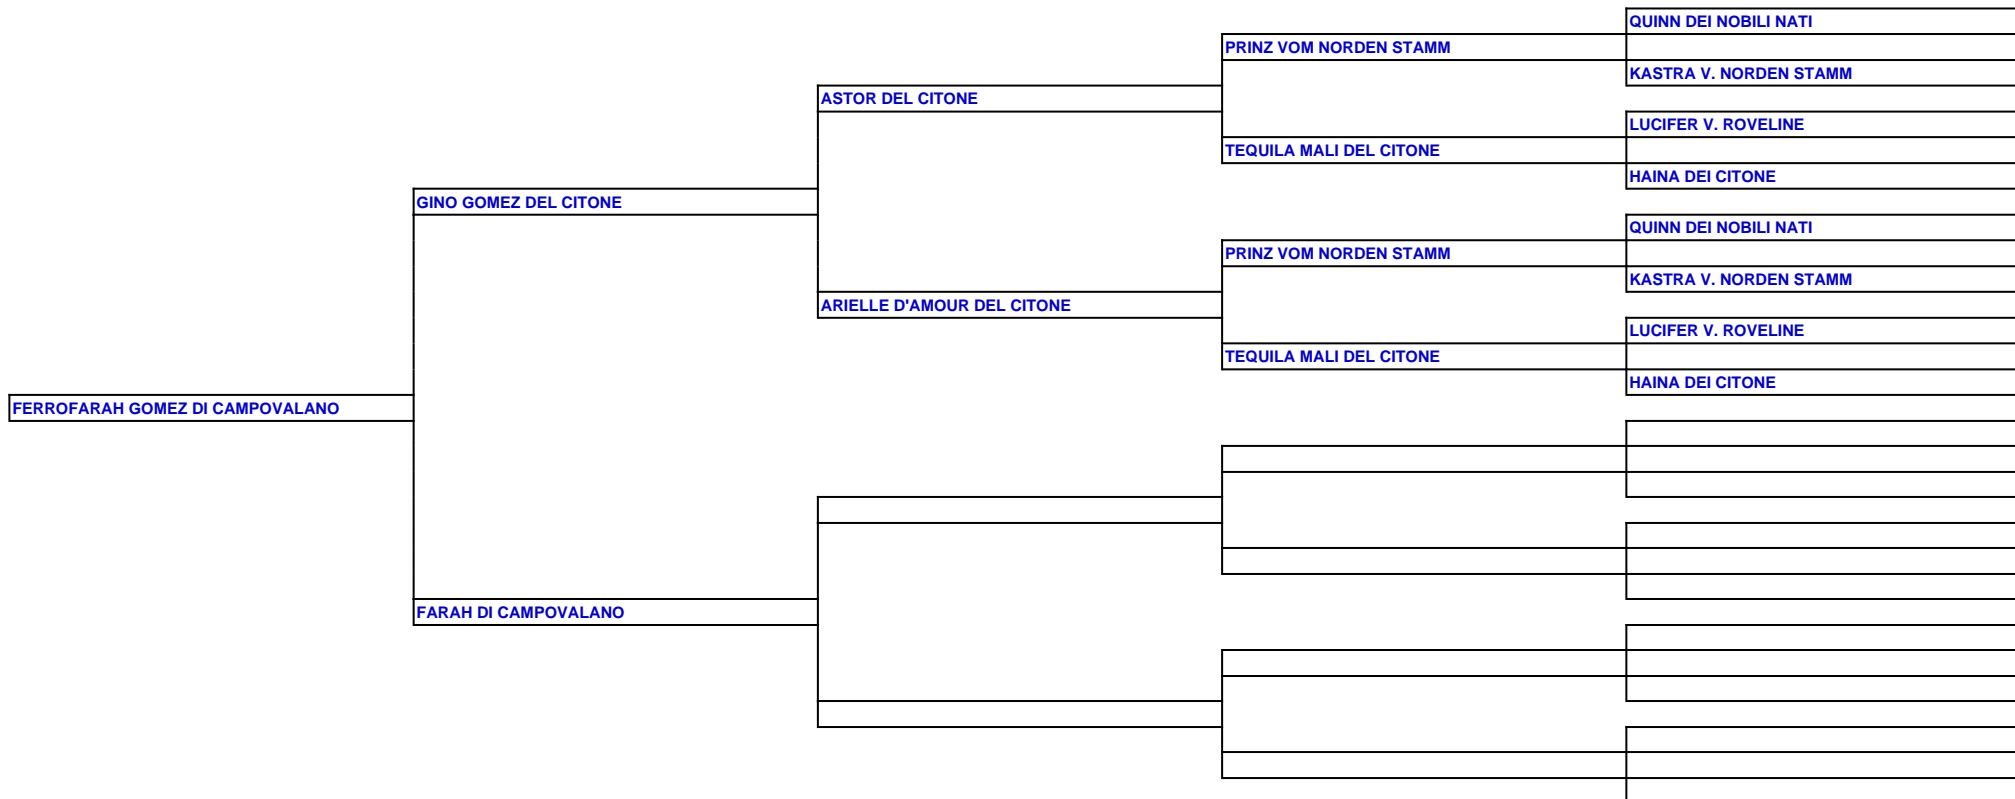 QUINN DEI NOBILI NATI
PRINZ VOM NORDEN STAMM
KASTRA V. NORDEN STAMM
ASTOR DEL CITONE
LUCIFER V. ROVELINE
TEQUILA MALI DEL CITONE
HAINA DEI CITONE
GINO GOMEZ DEL CITONE
QUINN DEI NOBILI NATI
PRINZ VOM NORDEN STAMM
KASTRA V. NORDEN STAMM
ARIELLE D'AMOUR DEL CITONE
LUCIFER V. ROVELINE
TEQUILA MALI DEL CITONE
HAINA DEI CITONE
FERROFARAH GOMEZ DI CAMPOVALANO
FARAH DI CAMPOVALANO